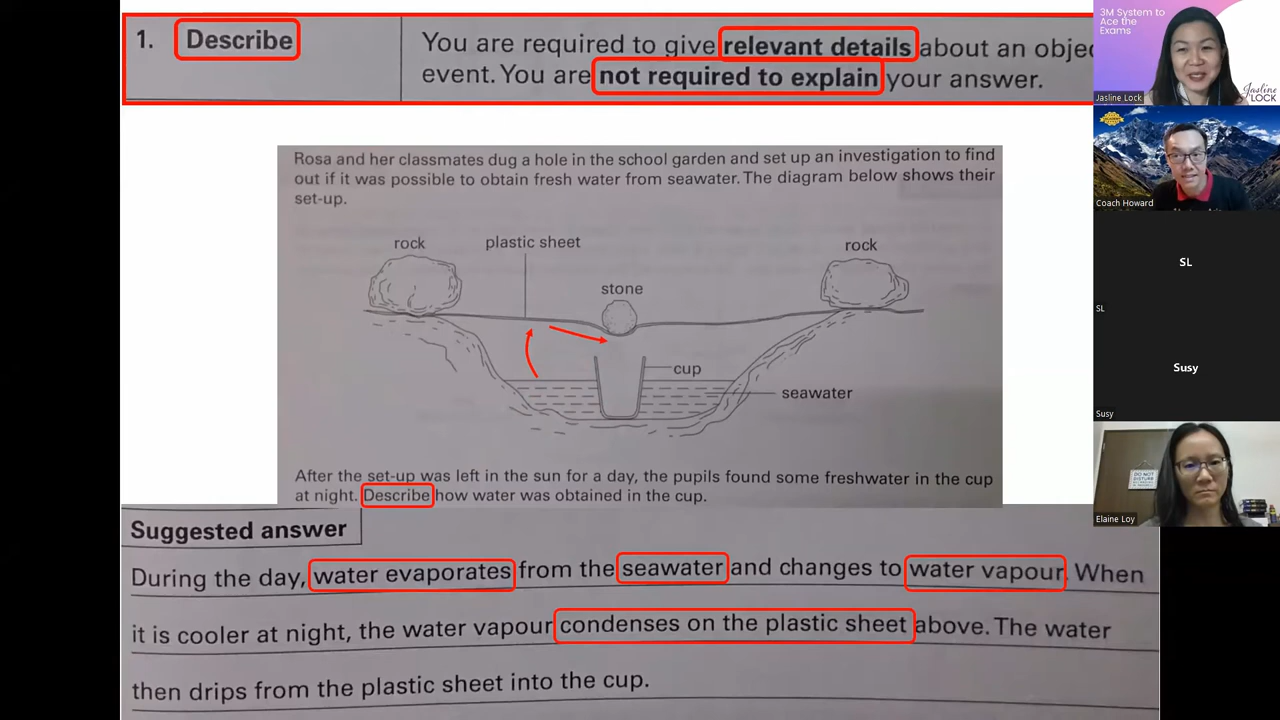 1. Describe
You are required to give relevant details about an objec
event. You are not required to explain your answer.
Rosa and her classmates dug a hole in the school garden and set up an investigation to find
out if it was possible to obtain fresh water from seawater. The diagram below shows their
set-up.
rock
plastic sheet
rock
stone
cup
seawater
After the set-up was left in the sun for a day, the pupils found some freshwater in the cup
at night. Describe how water was obtained in the cup.
Suggested answer
During the day, water evaporates from the seawater and changes to water vapour. When
it is cooler at night, the water vapour condenses on the plastic sheet above. The water
then drips from the plastic sheet into the cup.
3M System to
Ace the
Exams
Jasline
LOCK
Jasline Lock
Coach Howard
SL
SL
Susy
Susy
DO NOT
DISTURB
Elaine Loy